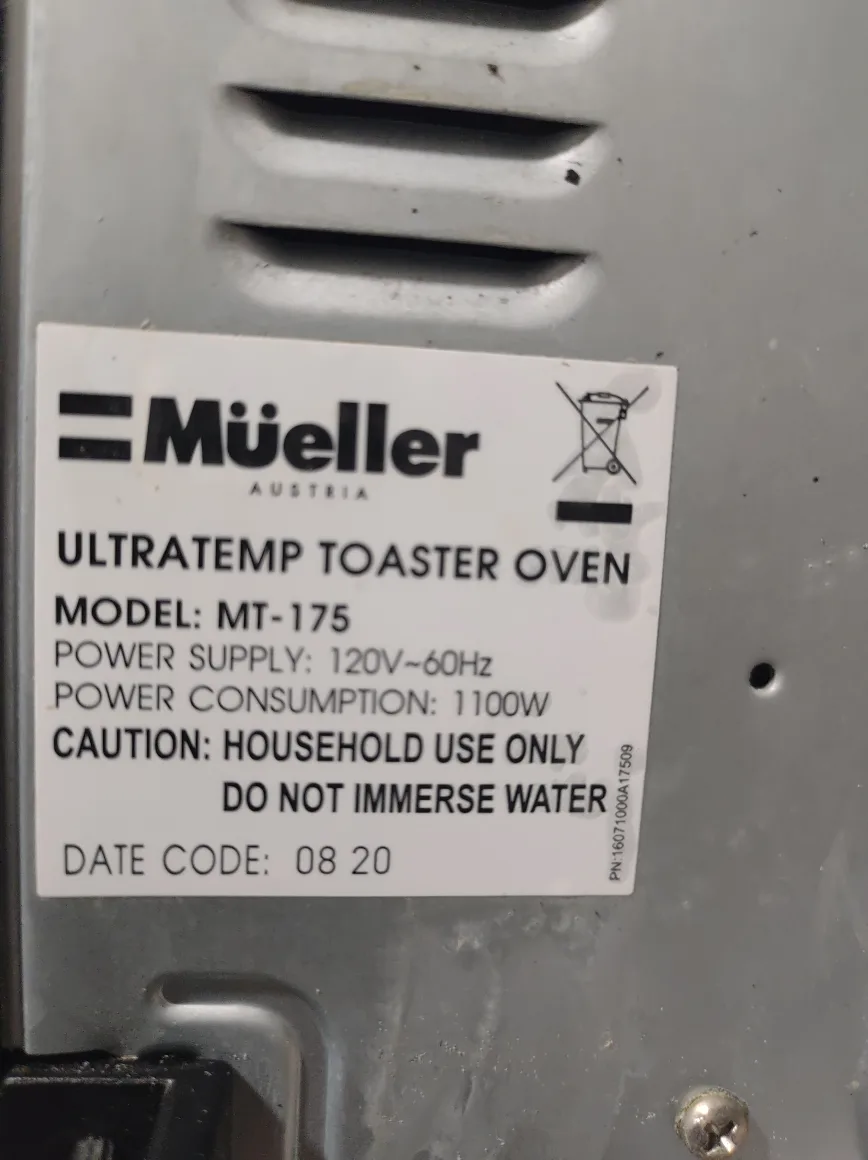 Müeller
AUSTRIA
ULTRATEMP TOASTER OVEN
MODEL: MT-175
POWER SUPPLY: 120V~60Hz
POWER CONSUMPTION: 1100W
CAUTION: HOUSEHOLD USE ONLY
DO NOT IMMERSE WATER
DATE CODE: 08 20
PN:16071000A17509